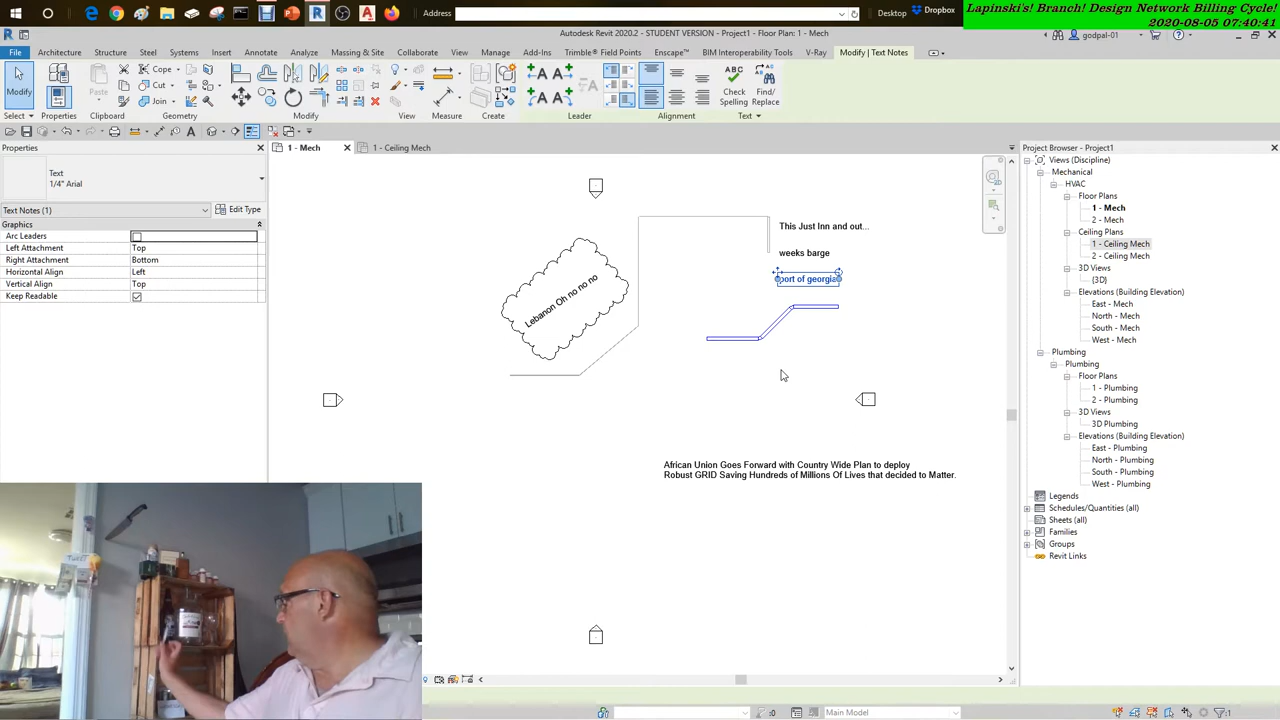 Address
Desktop
Dropbox
Lapinski's! Branch! Design Network Billing Cycle!
2020-08-05 07:40:41
Autodesk Revit 2020.2 - STUDENT VERSION - Project1 - Floor Plan: 1 - Mech
godpal-01
File Architecture Structure Steel Systems Insert Annotate Analyze Massing & Site Collaborate View Manage Add-Ins Trimble® Field Points Enscape™ BIM Interoperability Tools V-Ray Modify | Text Notes
Modify
Paste
Cope
Cut
Join
A A
A A
ABC
Check
Spelling
Find/
Replace
Select Properties Clipboard Geometry Modify View Measure Create Leader Alignment Text
Properties
1 - Mech
1 - Ceiling Mech
Project Browser - Project1
Text
1/4" Arial
Text Notes (1)
Edit Type
Graphics
Arc Leaders
Left Attachment Top
Right Attachment Bottom
Horizontal Align Left
Vertical Align Top
Keep Readable
This Just Inn and out...
weeks barge
port of georgia
Lebanon Oh no no no
African Union Goes Forward with Country Wide Plan to deploy
Robust GRID Saving Hundreds of Millions Of Lives that decided to Matter.
Views (Discipline)
Mechanical
HVAC
Floor Plans
1 - Mech
2 - Mech
Ceiling Plans
1 - Ceiling Mech
2 - Ceiling Mech
3D Views
{3D}
Elevations (Building Elevation)
East - Mech
North - Mech
South - Mech
West - Mech
Plumbing
Plumbing
Floor Plans
1 - Plumbing
2 - Plumbing
3D Views
3D Plumbing
Elevations (Building Elevation)
East - Plumbing
North - Plumbing
South - Plumbing
West - Plumbing
Legends
Schedules/Quantities (all)
Sheets (all)
Families
Groups
Revit Links
:0
Main Model
:1